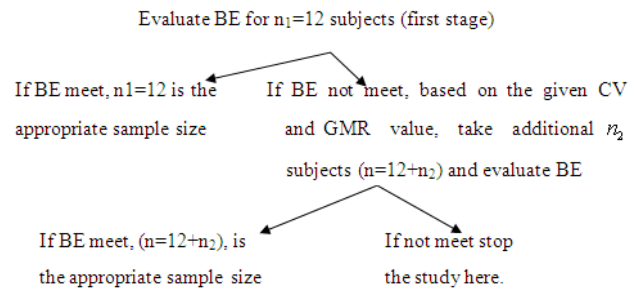 Evaluate BE for n₁=12 subjects (first stage)
If BE meet, n1=12 is the
appropriate sample size
If BE not meet, based on the given CV
and GMR value, take additional n₂
subjects (n=12+n₂) and evaluate BE
If BE meet, (n=12+n₂), is
the appropriate sample size
If not meet stop
the study here.